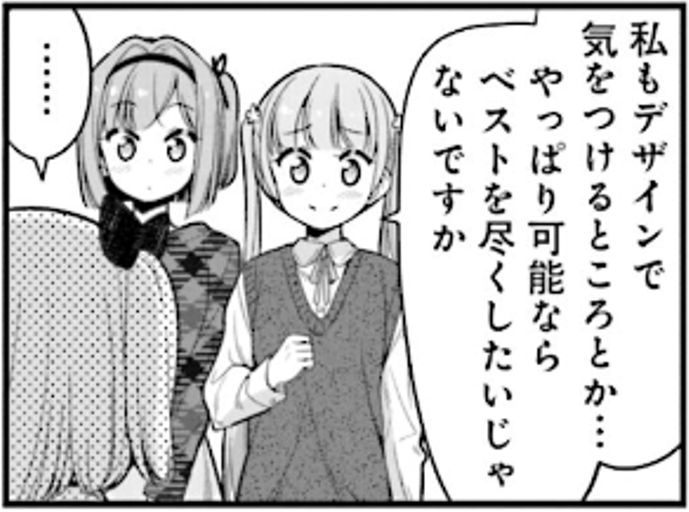 私もデザインで
気をつけるところとか…
やっぱり可能なら
ベストを尽くしたいじゃ
ないですか
……